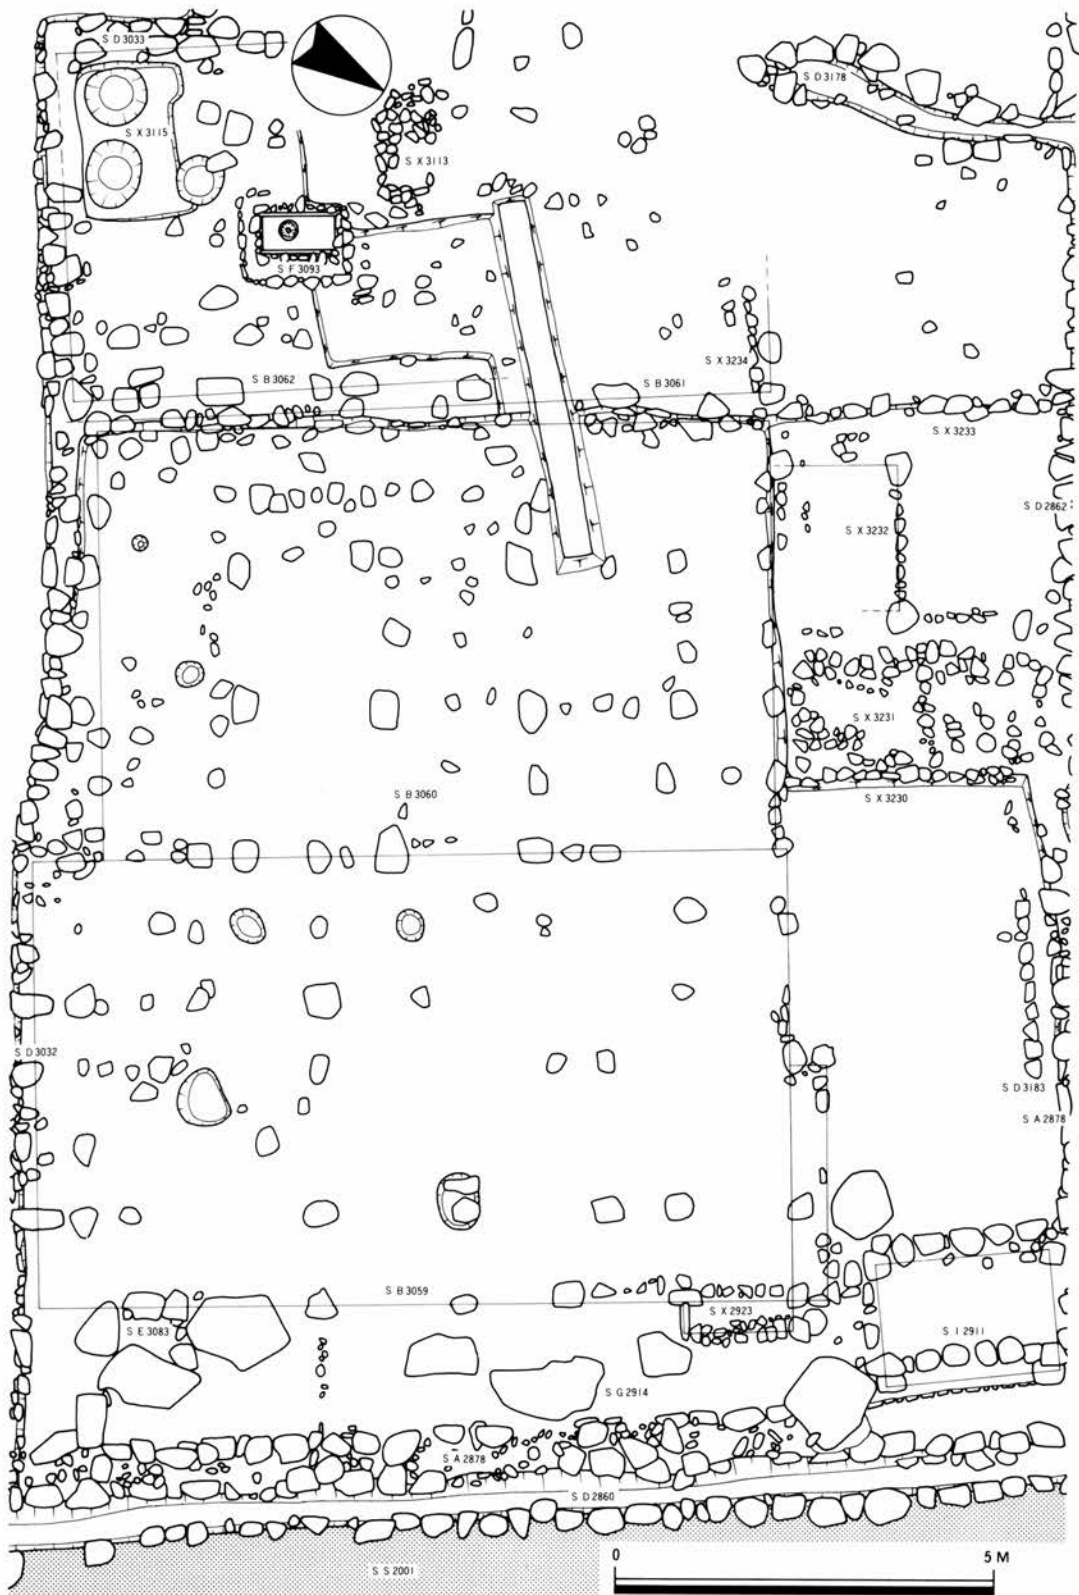 S D 3033
S D 3178
S X 3115
S X 3113
S F 3093
S X 3234
S B 3062
S B 3061
S X 3233
S D 2862
S X 3232
S X 3231
S B 3060
S X 3230
S D 3032
S D 3183
S A 2878
S B 3059
S X 2923
S E 3083
S I 2911
S G 2914
S A 2878
S D 2860
0 5 M
S S 2001